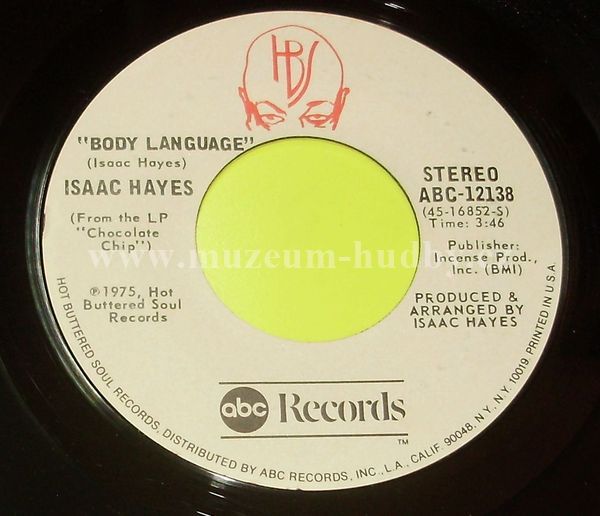 HBS
"BODY LANGUAGE"
(Isaac Hayes)
ISAAC HAYES
(From the LP
"Chocolate
Chip")
℗1975, Hot
Buttered Soul
Records
STEREO
ABC-12138
(45-16852-S)
Time: 3:46
Publisher:
Incense Prod.,
Inc. (BMI)
PRODUCED &
ARRANGED BY
ISAAC HAYES
www.muzeum-hudby
abc Records
TM
HOT BUTTERED SOUL RECORDS, DISTRIBUTED BY ABC RECORDS, INC., L.A., CALIF. 90048, N.Y., N.Y. 10019. PRINTED IN U.S.A.